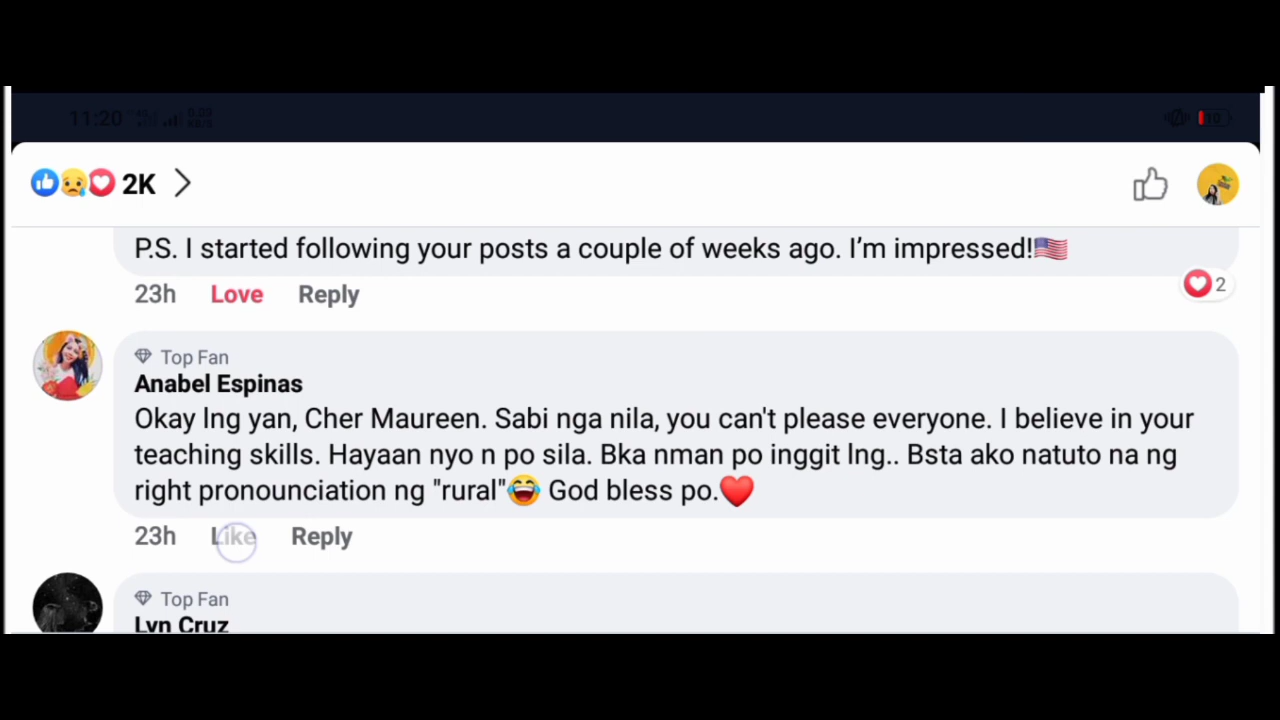 11:20
2K
P.S. I started following your posts a couple of weeks ago. I'm impressed!🇺🇸
23h Love Reply
2
Top Fan
Anabel Espinas
Okay lng yan, Cher Maureen. Sabi nga nila, you can't please everyone. I believe in your
teaching skills. Hayaan nyo n po sila. Bka nman po inggit lng.. Bsta ako natuto na ng
right pronounciation ng "rural"😂 God bless po.❤️
23h Like Reply
Top Fan
Lyn Cruz